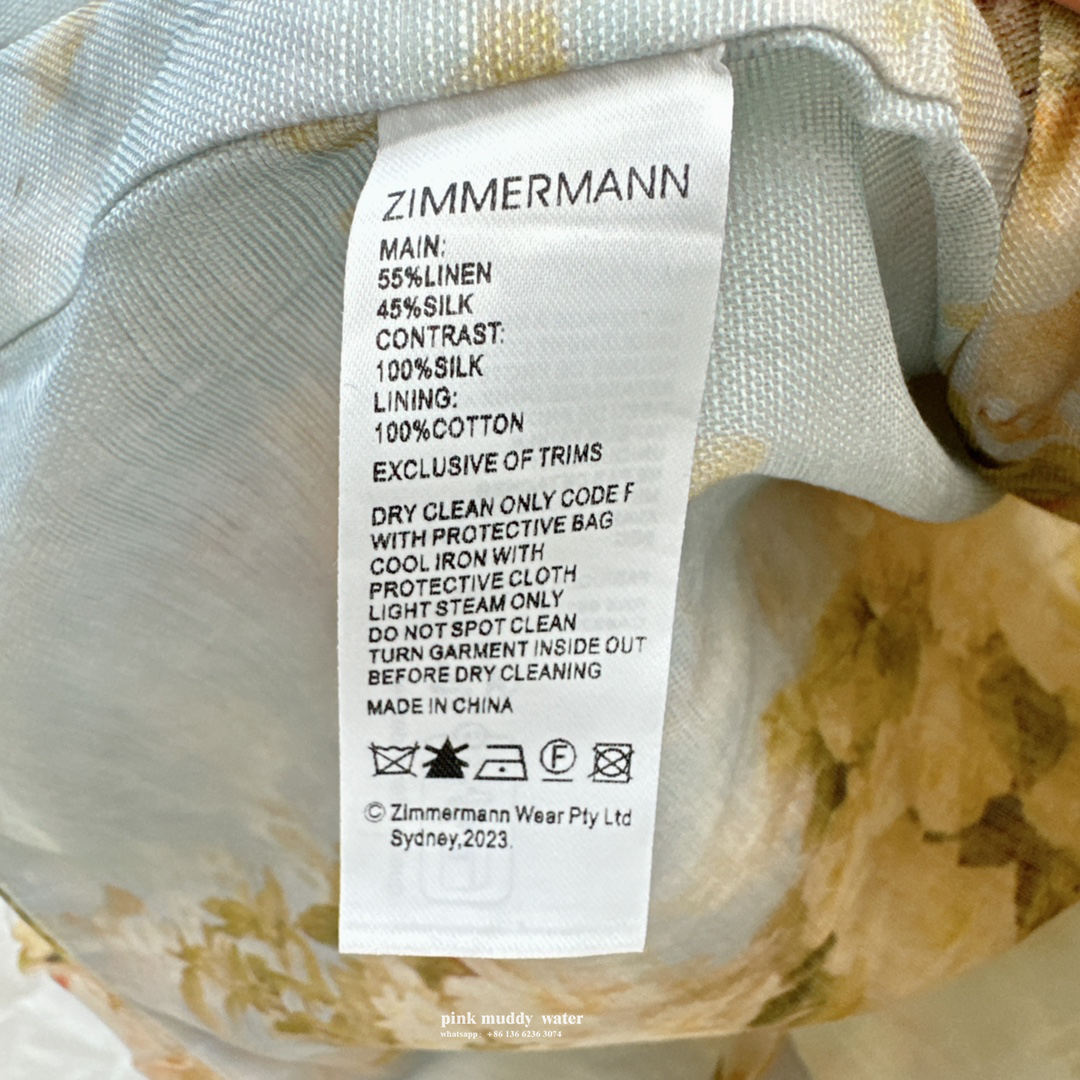 ZIMMERMANN
MAIN:
55%LINEN
45%SILK
CONTRAST:
100%SILK
LINING:
100%COTTON
EXCLUSIVE OF TRIMS
DRY CLEAN ONLY CODE F
WITH PROTECTIVE BAG
COOL IRON WITH
PROTECTIVE CLOTH
LIGHT STEAM ONLY
DO NOT SPOT CLEAN
TURN GARMENT INSIDE OUT
BEFORE DRY CLEANING
MADE IN CHINA
F
© Zimmermann Wear Pty Ltd
Sydney,2023.
pink muddy water
whatsapp: +86 136 6236 3074